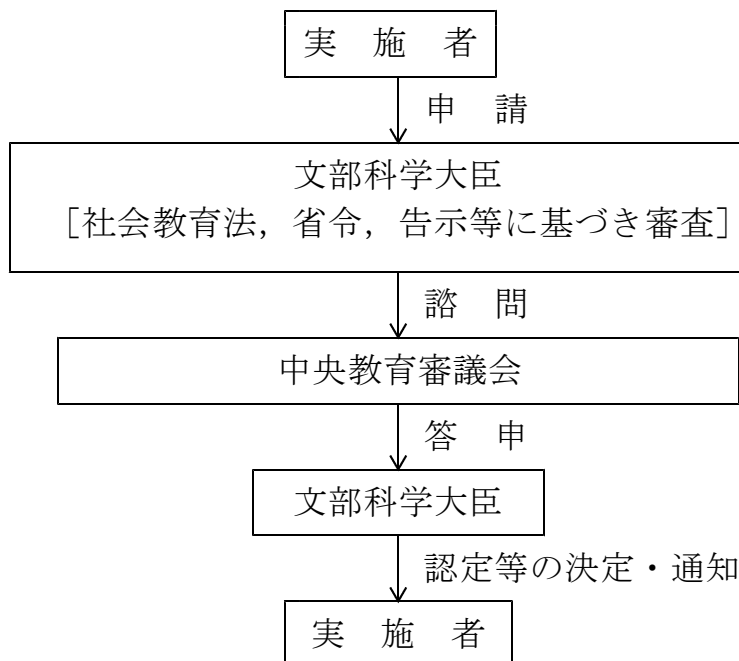 実　施　者
申　請
文部科学大臣
［社会教育法，省令，告示等に基づき審査］
諮　問
中央教育審議会
答　申
文部科学大臣
認定等の決定・通知
実　施　者